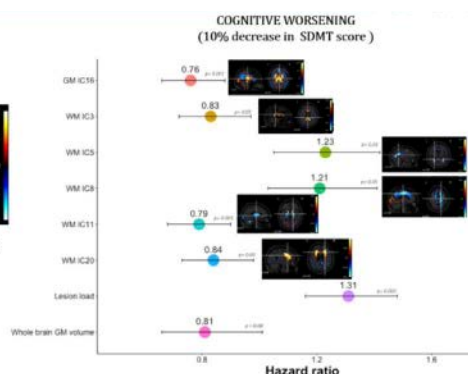 COGNITIVE WORSENING
(10% decrease in SDMT score )
GM IC16
0.76
WM IC3
0.83
WM IC5
1.23
WM IC8
1.21
WM IC11
0.79
WM IC20
0.84
Lesion load
1.31
Whole brain GM volume
0.81
0.8
1.2
1.6
Hazard ratio